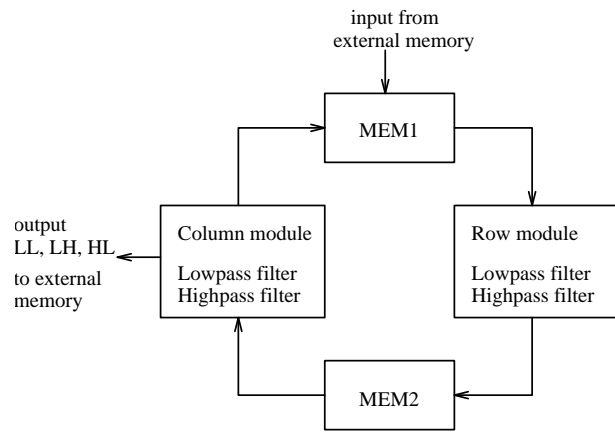 input from
external memory
MEM1
output
LL, LH, HL
to external
memory
Column module
Lowpass filter
Highpass filter
Row module
Lowpass filter
Highpass filter
MEM2